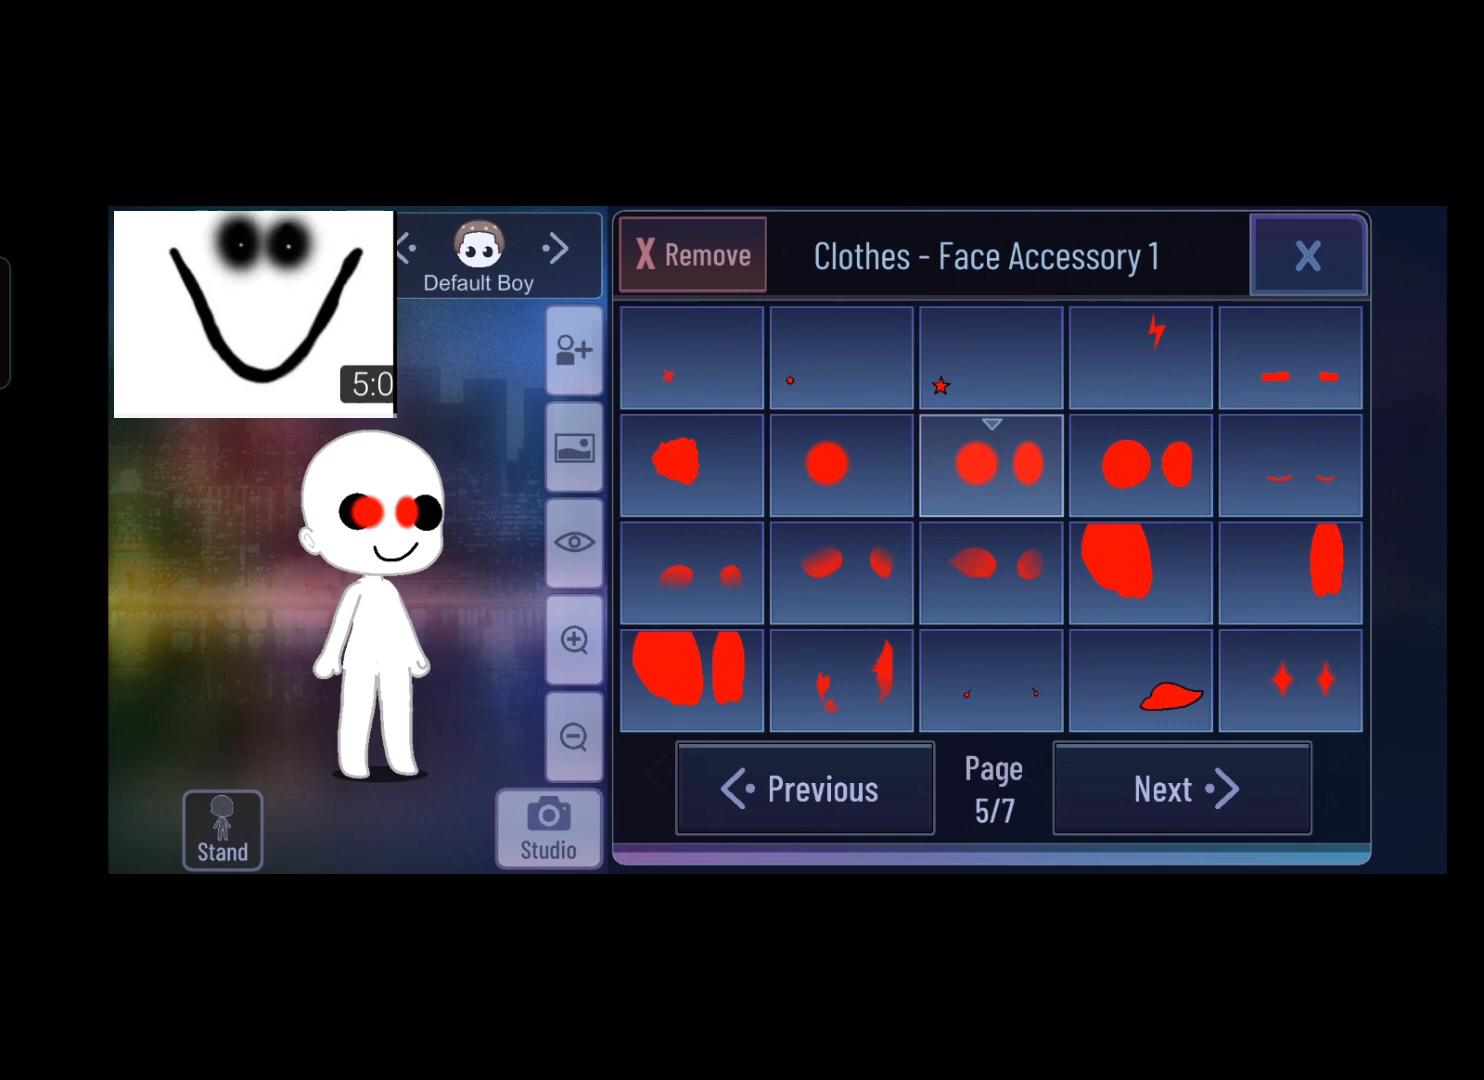 5:0
Default Boy
X Remove
Clothes - Face Accessory 1
X
Stand
Studio
Previous
Page
5/7
Next